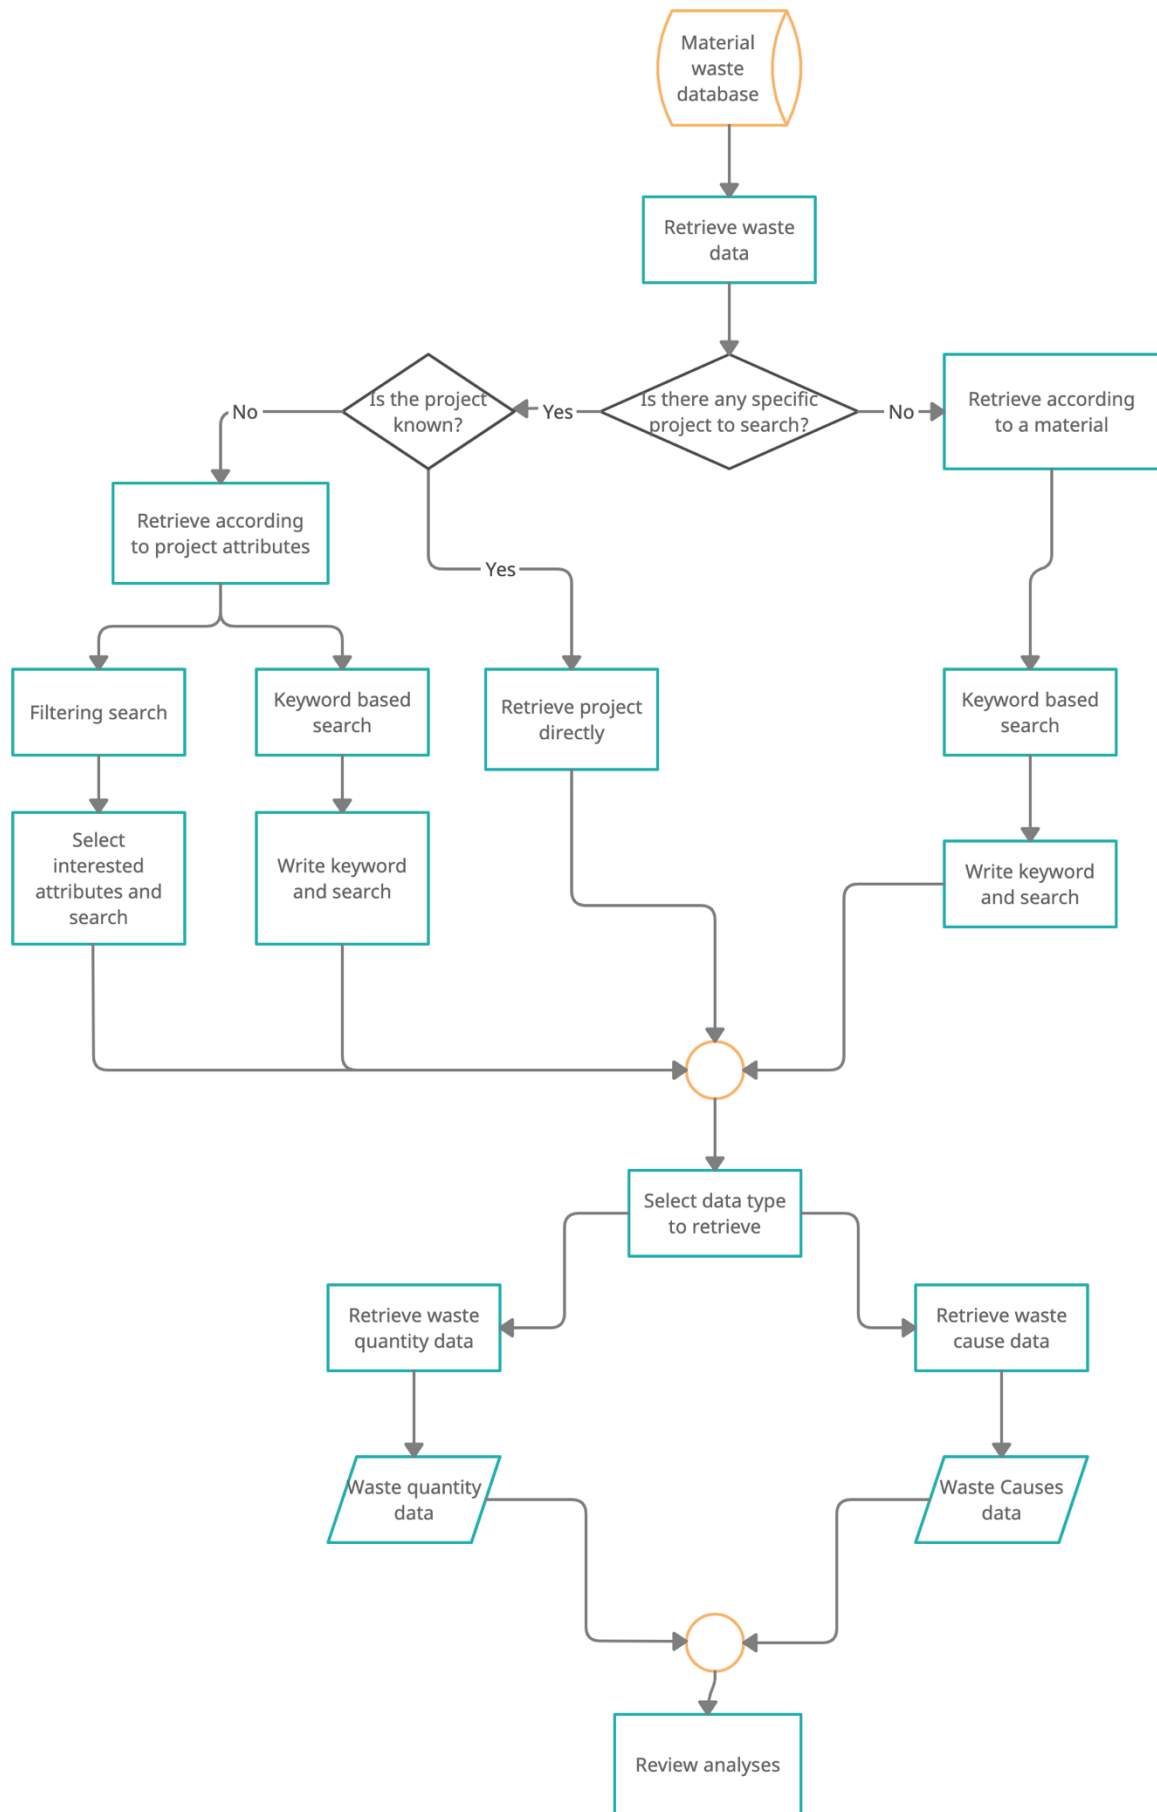 Material
waste
database
Retrieve waste
data
Is the project
known?
Is there any specific
project to search?
Retrieve according
to a material
No
Yes
No
Retrieve according
to project attributes
Yes
Filtering search
Keyword based
search
Retrieve project
directly
Keyword based
search
Select
interested
attributes and
search
Write keyword
and search
Write keyword
and search
Select data type
to retrieve
Retrieve waste
quantity data
Retrieve waste
cause data
Waste quantity
data
Waste Causes
data
Review analyses